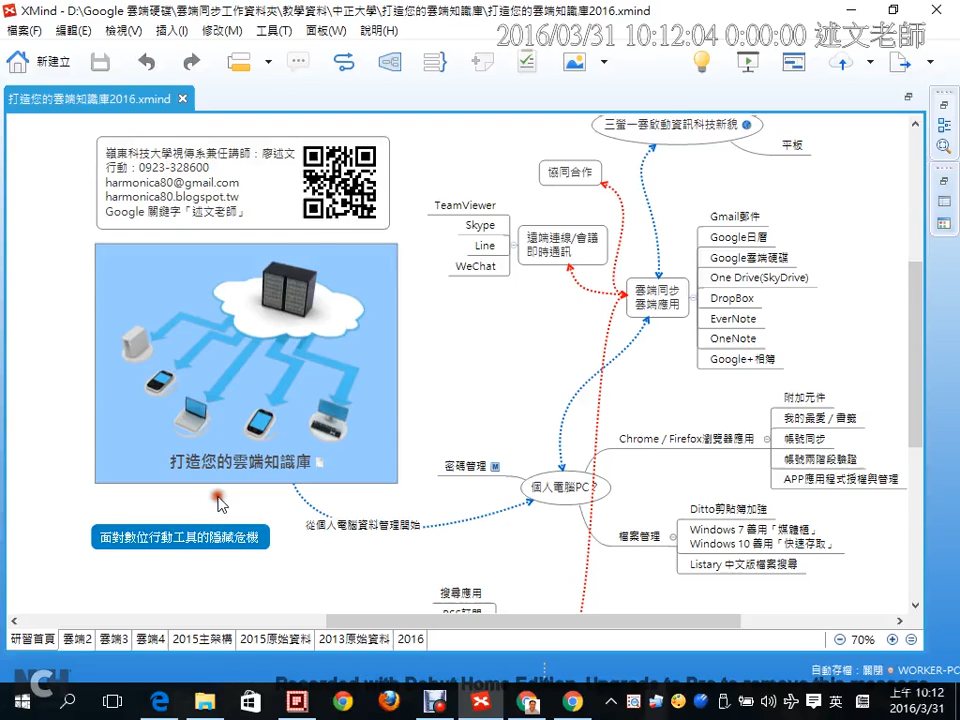 XMind - D:\Google 雲端硬碟\雲端同步工作資料夾\教學資料\中正大學\打造您的雲端知識庫\打造您的雲端知識庫2016.xmind
檔案(F) 編輯(E) 檢視(V) 插入(I) 修改(M) 工具(T) 面板(W) 說明(H)
2016/03/31 10:12:04 0:00:00 述文老師
新建立
打造您的雲端知識庫2016.xmind
嶺東科技大學視傳系兼任講師：廖述文
行動：0923-328600
harmonica80@gmail.com
harmonica80.blogspot.tw
Google 關鍵字「述文老師」
打造您的雲端知識庫
面對數位行動工具的隱藏危機
從個人電腦資料管理開始
三螢一雲啟動資訊科技新貌
平板
協同合作
TeamViewer
Skype
Line
WeChat
遠端連線/會議
即時通訊
雲端同步
雲端應用
Gmail郵件
Google日曆
Google雲端硬碟
One Drive(SkyDrive)
DropBox
EverNote
OneNote
Google+相簿
密碼管理
個人電腦PC
Chrome / Firefox瀏覽器應用
附加元件
我的最愛 / 書籤
帳號同步
帳號兩階段驗證
APP應用程式授權與管理
檔案管理
Ditto剪貼簿加強
Windows 7 善用「媒體櫃」
Windows 10 善用「快速存取」
Listary 中文版檔案搜尋
搜尋應用
RSS訂閱
研習首頁 雲端2 雲端3 雲端4 2015主架構 2015原始資料 2013原始資料 2016
70%
自動存檔：關閉 WORKER-PC
NCH
Recorded with Debut Home Edition. Upgrade to Pro to remove this message
英
上午 10:12
2016/3/31